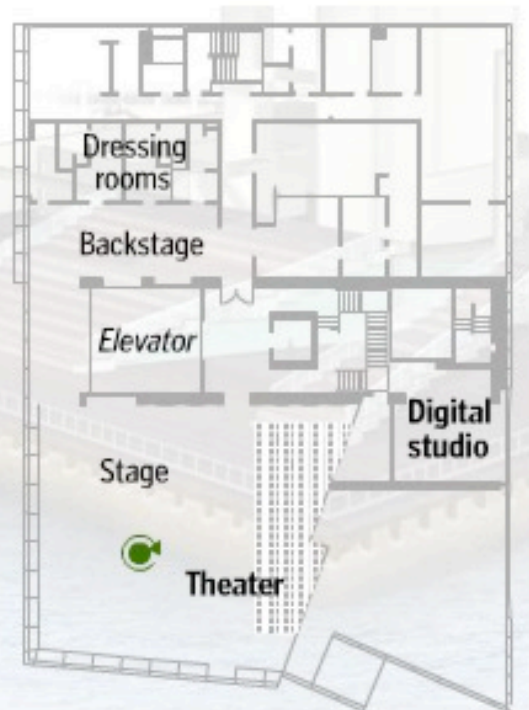 Dressing
rooms
Backstage
Elevator
Digital
studio
Stage
Theater